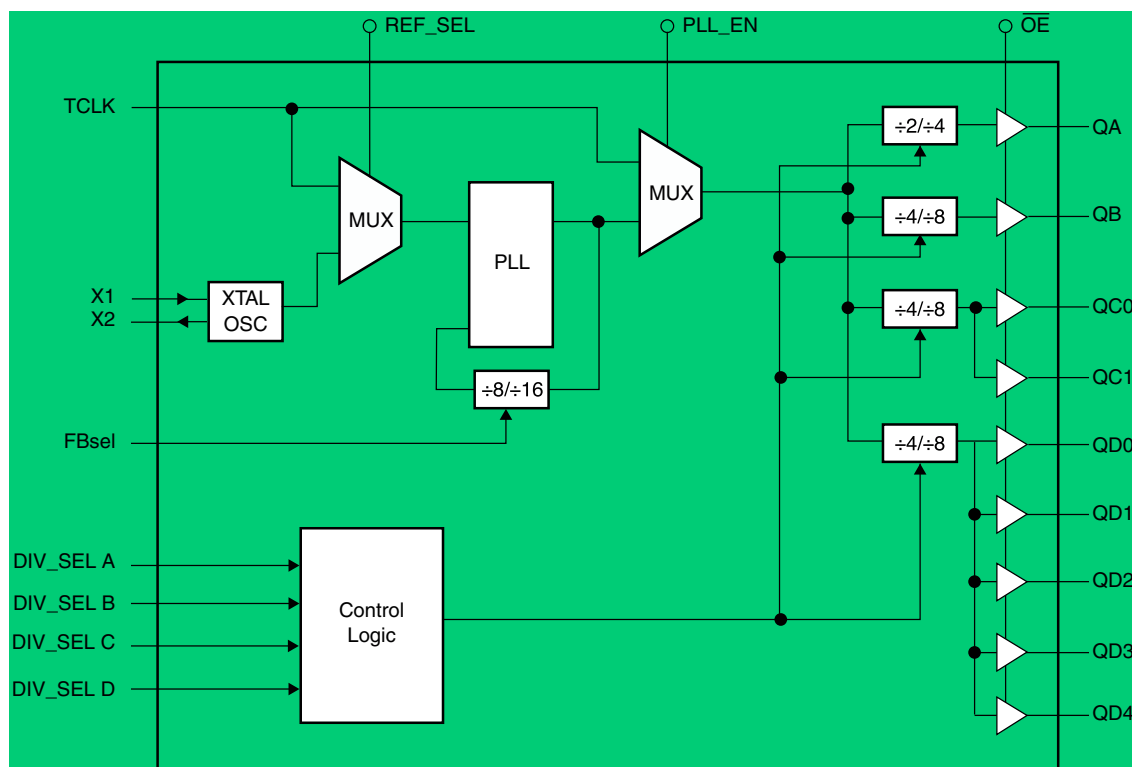 REF_SEL
PLL_EN
OE
TCLK
÷2/÷4
QA
MUX
MUX
÷4/÷8
QB
PLL
X1
X2
XTAL
OSC
÷4/÷8
QC0
QC1
÷8/÷16
FBsel
÷4/÷8
QD0
QD1
DIV_SEL A
DIV_SEL B
DIV_SEL C
DIV_SEL D
Control
Logic
QD2
QD3
QD4